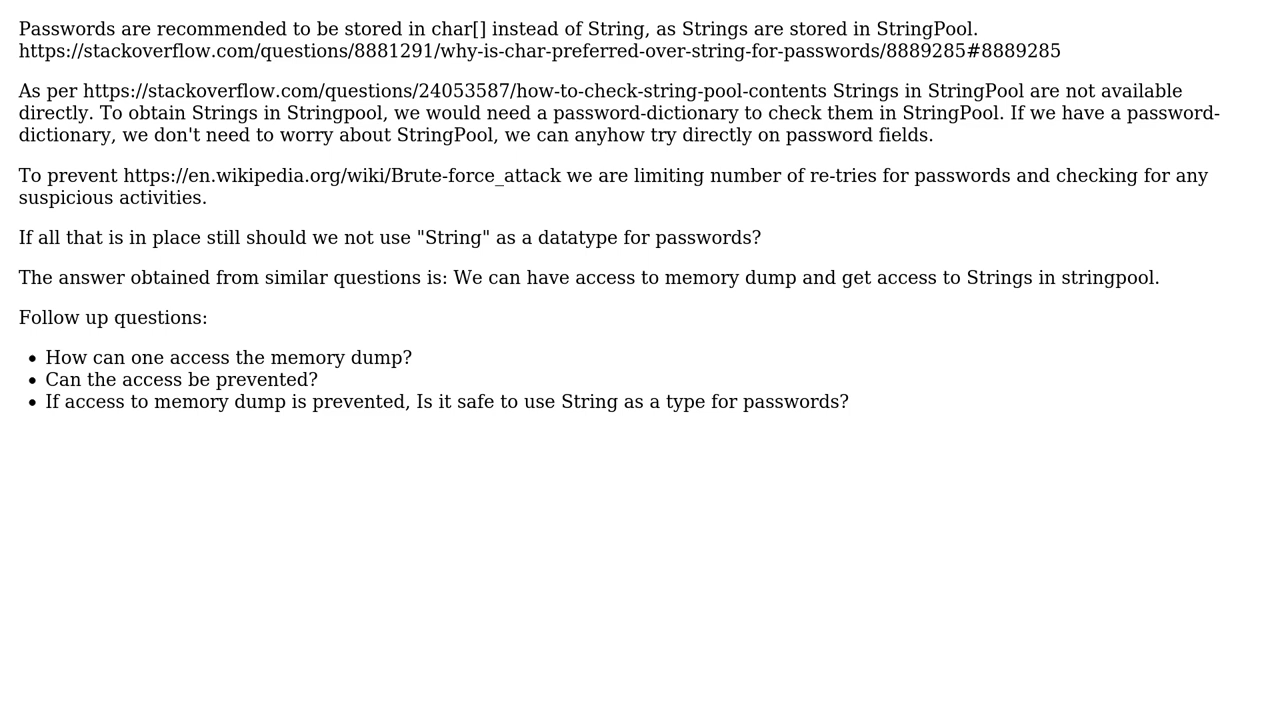 Passwords are recommended to be stored in char[] instead of String, as Strings are stored in StringPool.
https://stackoverflow.com/questions/8881291/why-is-char-preferred-over-string-for-passwords/8889285#8889285
As per https://stackoverflow.com/questions/24053587/how-to-check-string-pool-contents Strings in StringPool are not available
directly. To obtain Strings in Stringpool, we would need a password-dictionary to check them in StringPool. If we have a password-
dictionary, we don't need to worry about StringPool, we can anyhow try directly on password fields.
To prevent https://en.wikipedia.org/wiki/Brute-force_attack we are limiting number of re-tries for passwords and checking for any
suspicious activities.
If all that is in place still should we not use "String" as a datatype for passwords?
The answer obtained from similar questions is: We can have access to memory dump and get access to Strings in stringpool.
Follow up questions:
• How can one access the memory dump?
• Can the access be prevented?
• If access to memory dump is prevented, Is it safe to use String as a type for passwords?